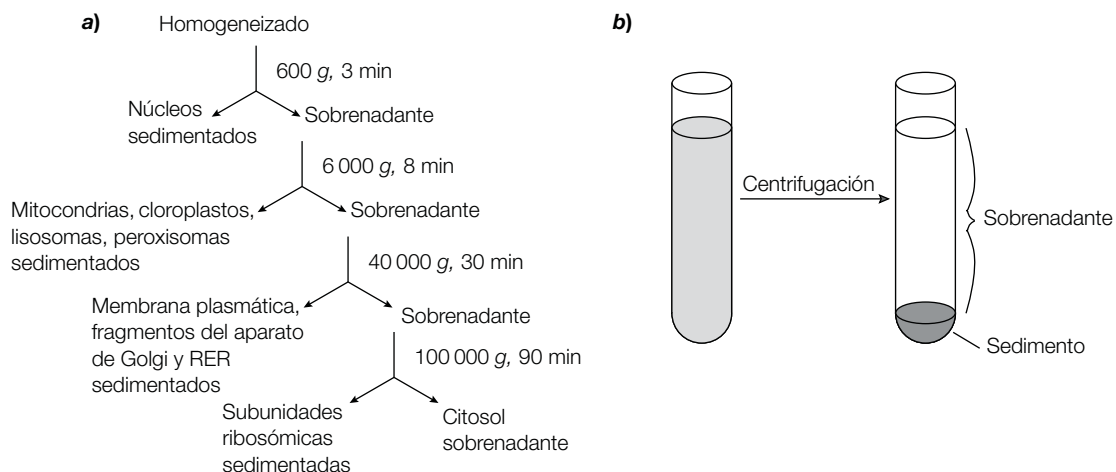 a)
Homogeneizado
600 g, 3 min
Núcleos
sedimentados
Sobrenadante
6 000 g, 8 min
Mitocondrias, cloroplastos,
lisosomas, peroxisomas
sedimentados
Sobrenadante
40 000 g, 30 min
Membrana plasmática,
fragmentos del aparato
de Golgi y RER
sedimentados
Sobrenadante
100 000 g, 90 min
Subunidades
ribosómicas
sedimentadas
Citosol
sobrenadante
b)
Centrifugación
Sobrenadante
Sedimento